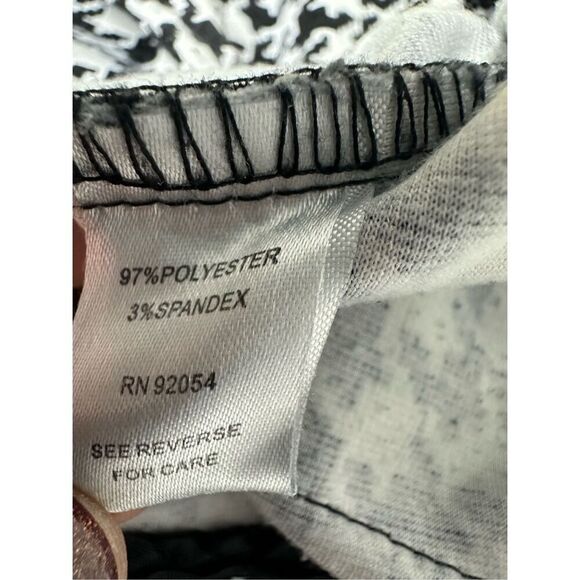 97%POLYESTER
3%SPANDEX
RN 92054
SEE REVERSE
FOR CARE